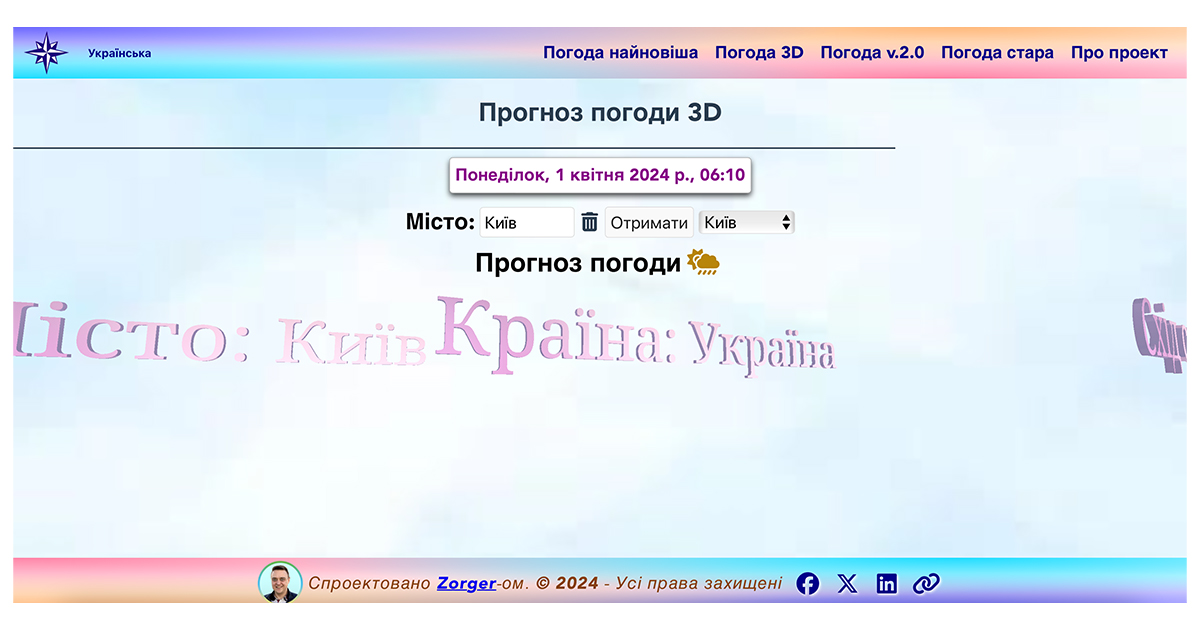 Українська
Погода найновіша Погода 3D Погода v.2.0 Погода стара Про проект
Прогноз погоди 3D
Понеділок, 1 квітня 2024 р., 06:10
Місто: Київ Отримати Київ
Прогноз погоди
Місто: Київ Країна: Україна
Спроектовано Zorger-ом. © 2024 - Усі права захищені